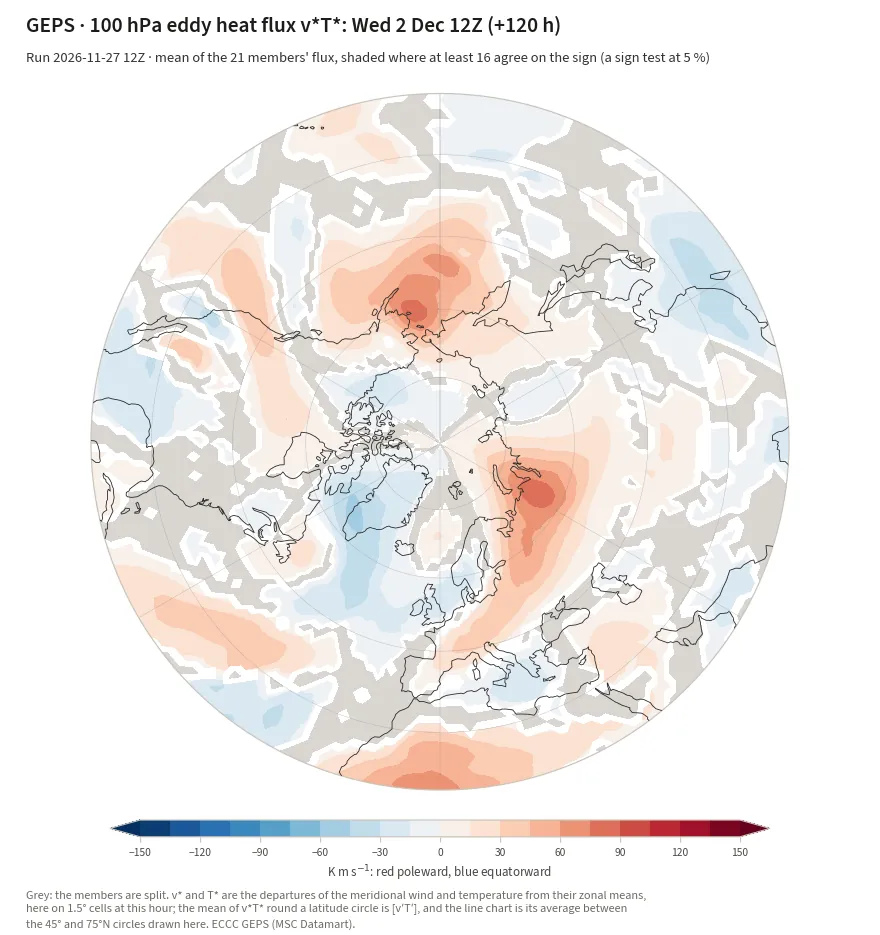 GEPS · 100 hPa eddy heat flux v*T*: Wed 2 Dec 12Z (+120 h)
Run 2026-11-27 12Z · mean of the 21 members' flux, shaded where at least 16 agree on the sign (a sign test at 5 %)
−150 −120 −90 −60 −30 0 30 60 90 120 150
K m s⁻¹: red poleward, blue equatorward
Grey: the members are split. v* and T* are the departures of the meridional wind and temperature from their zonal means,
here on 1.5° cells at this hour; the mean of v*T* round a latitude circle is [v′T′], and the line chart is its average between
the 45° and 75°N circles drawn here. ECCC GEPS (MSC Datamart).